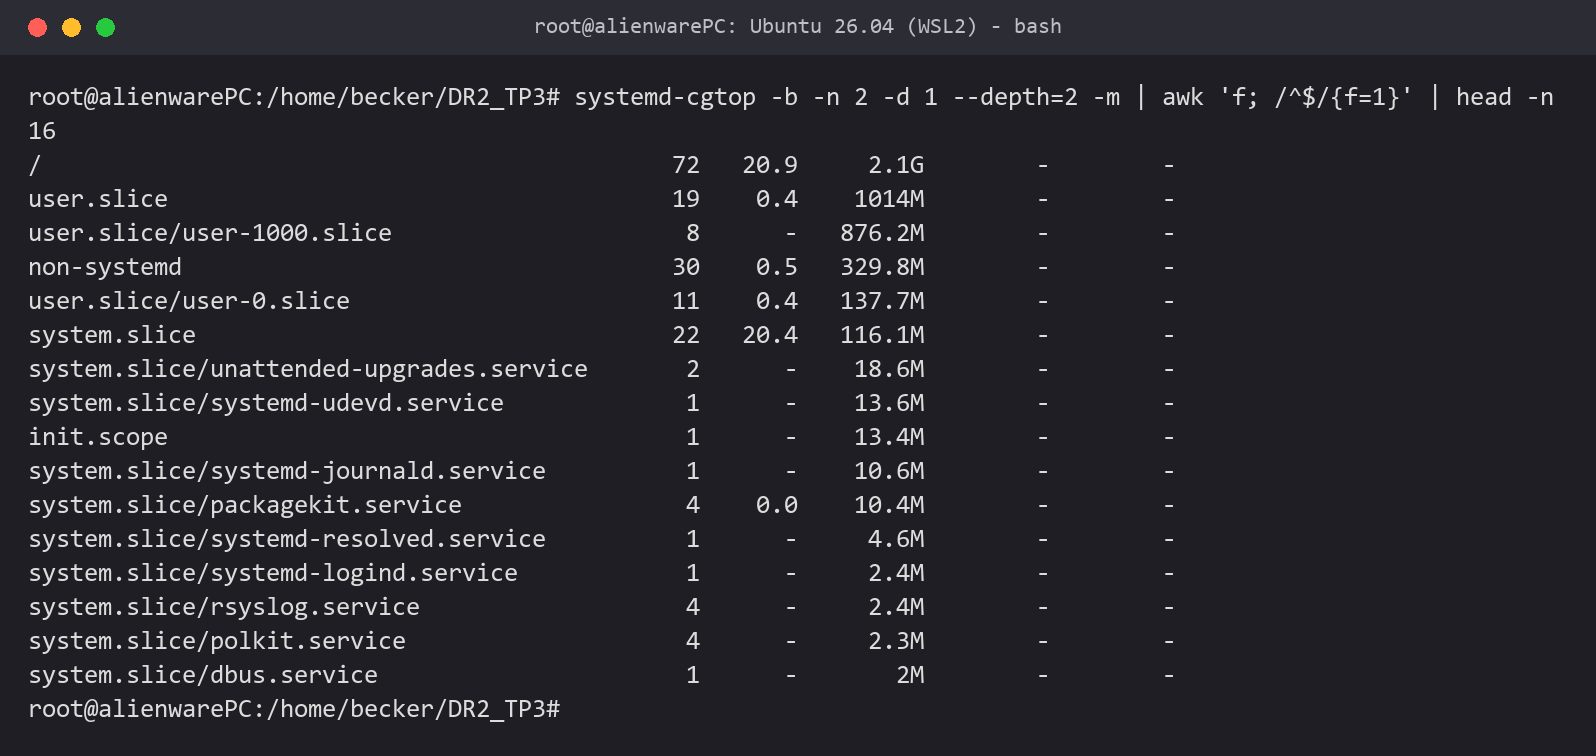 root@alienwarePC: Ubuntu 26.04 (WSL2) - bash
root@alienwarePC:/home/becker/DR2_TP3# systemd-cgtop -b -n 2 -d 1 --depth=2 -m | awk 'f; /^$/{f=1}' | head -n
16
/                                              72   20.9     2.1G        -        -
user.slice                                     19    0.4    1014M        -        -
user.slice/user-1000.slice                      8      -   876.2M        -        -
non-systemd                                    30    0.5   329.8M        -        -
user.slice/user-0.slice                        11    0.4   137.7M        -        -
system.slice                                   22   20.4   116.1M        -        -
system.slice/unattended-upgrades.service        2      -    18.6M        -        -
system.slice/systemd-udevd.service              1      -    13.6M        -        -
init.scope                                      1      -    13.4M        -        -
system.slice/systemd-journald.service           1      -    10.6M        -        -
system.slice/packagekit.service                 4    0.0    10.4M        -        -
system.slice/systemd-resolved.service           1      -     4.6M        -        -
system.slice/systemd-logind.service             1      -     2.4M        -        -
system.slice/rsyslog.service                    4      -     2.4M        -        -
system.slice/polkit.service                     4      -     2.3M        -        -
system.slice/dbus.service                       1      -       2M        -        -
root@alienwarePC:/home/becker/DR2_TP3#